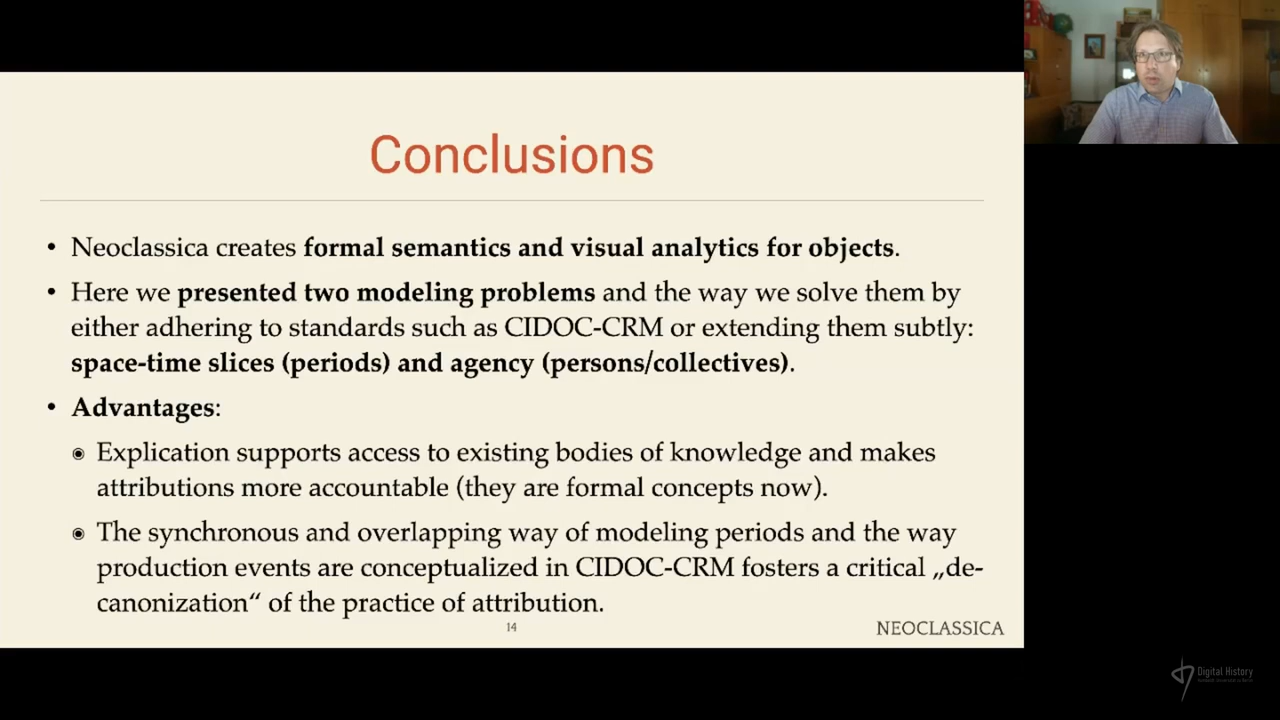 Conclusions
• Neoclassica creates formal semantics and visual analytics for objects.
• Here we presented two modeling problems and the way we solve them by
either adhering to standards such as CIDOC-CRM or extending them subtly:
space-time slices (periods) and agency (persons/collectives).
• Advantages:
◉ Explication supports access to existing bodies of knowledge and makes
attributions more accountable (they are formal concepts now).
◉ The synchronous and overlapping way of modeling periods and the way
production events are conceptualized in CIDOC-CRM fosters a critical „de-
canonization“ of the practice of attribution.
14
NEOCLASSICA
Digital History